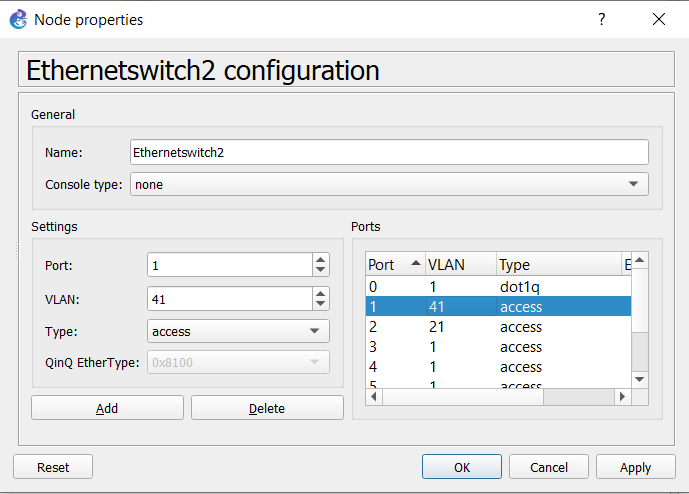 Node properties
?
Ethernetswitch2 configuration
General
Name: Ethernetswitch2
Console type: none
Settings
Port: 1
VLAN: 41
Type: access
QinQ EtherType: 0x8100
Add Delete
Ports
Port VLAN Type E
0 1 dot1q
1 41 access
2 21 access
3 1 access
4 1 access
5 1 access
Reset OK Cancel Apply